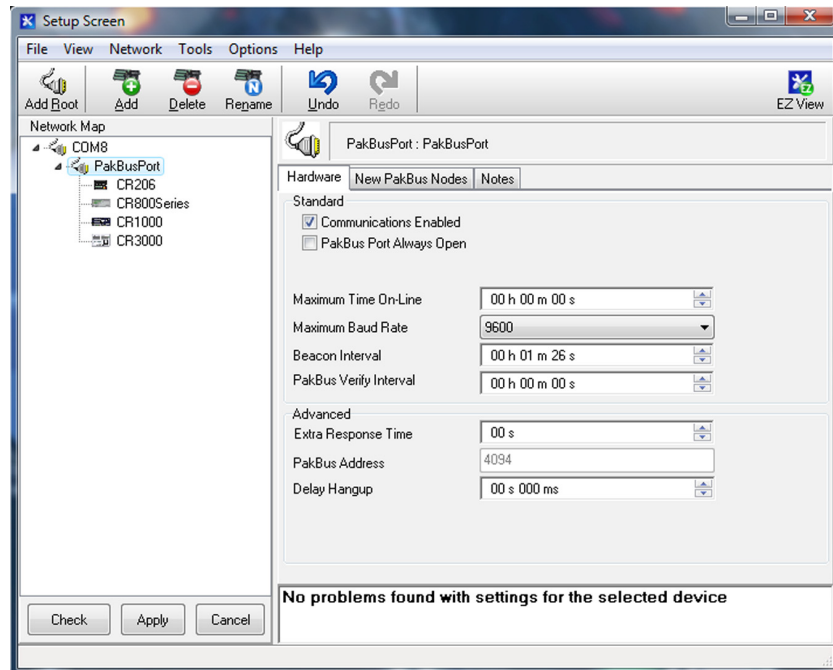 Setup Screen
File View Network Tools Options Help
Add Root Add Delete Rename Undo Redo EZ View
Network Map
COM8
PakBusPort
CR206
CR800Series
CR1000
CR3000
Check Apply Cancel
PakBusPort : PakBusPort
Hardware New PakBus Nodes Notes
Standard
Communications Enabled
PakBus Port Always Open
Maximum Time On-Line 00 h 00 m 00 s
Maximum Baud Rate 9600
Beacon Interval 00 h 01 m 26 s
PakBus Verify Interval 00 h 00 m 00 s
Advanced
Extra Response Time 00 s
PakBus Address 4094
Delay Hangup 00 s 000 ms
No problems found with settings for the selected device